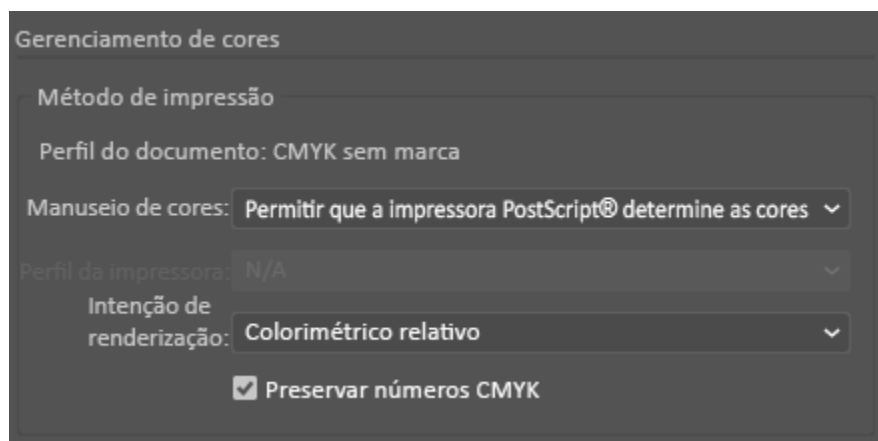 Gerenciamento de cores
Método de impressão
Perfil do documento: CMYK sem marca
Manuseio de cores: Permitir que a impressora PostScript® determine as cores
Perfil da impressora: N/A
Intenção de
renderização: Colorimétrico relativo
Preservar números CMYK